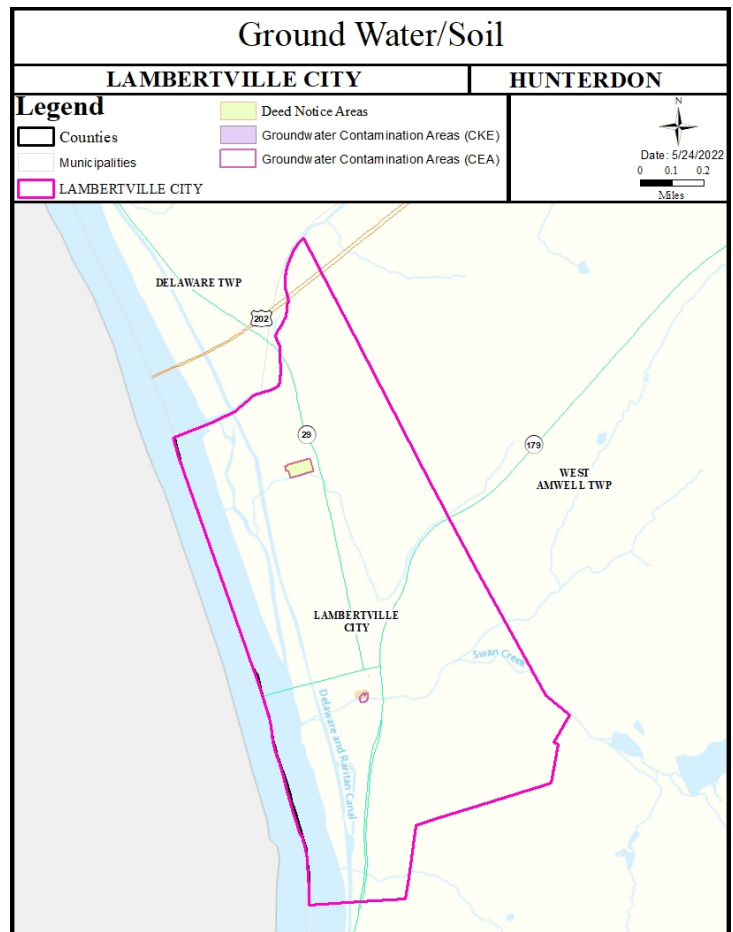 Ground Water/Soil
LAMBERTVILLE CITY
HUNTERDON
Legend
Counties
Municipalities
LAMBERTVILLE CITY
Deed Notice Areas
Groundwater Contamination Areas (CKE)
Groundwater Contamination Areas (CEA)
N
Date: 5/24/2022
0 0.1 0.2
Miles
DELAWARE TWP
202
29
179
WEST
AMWELL TWP
LAMBERTVILLE
CITY
Swan Creek
Delaware and Raritan Canal